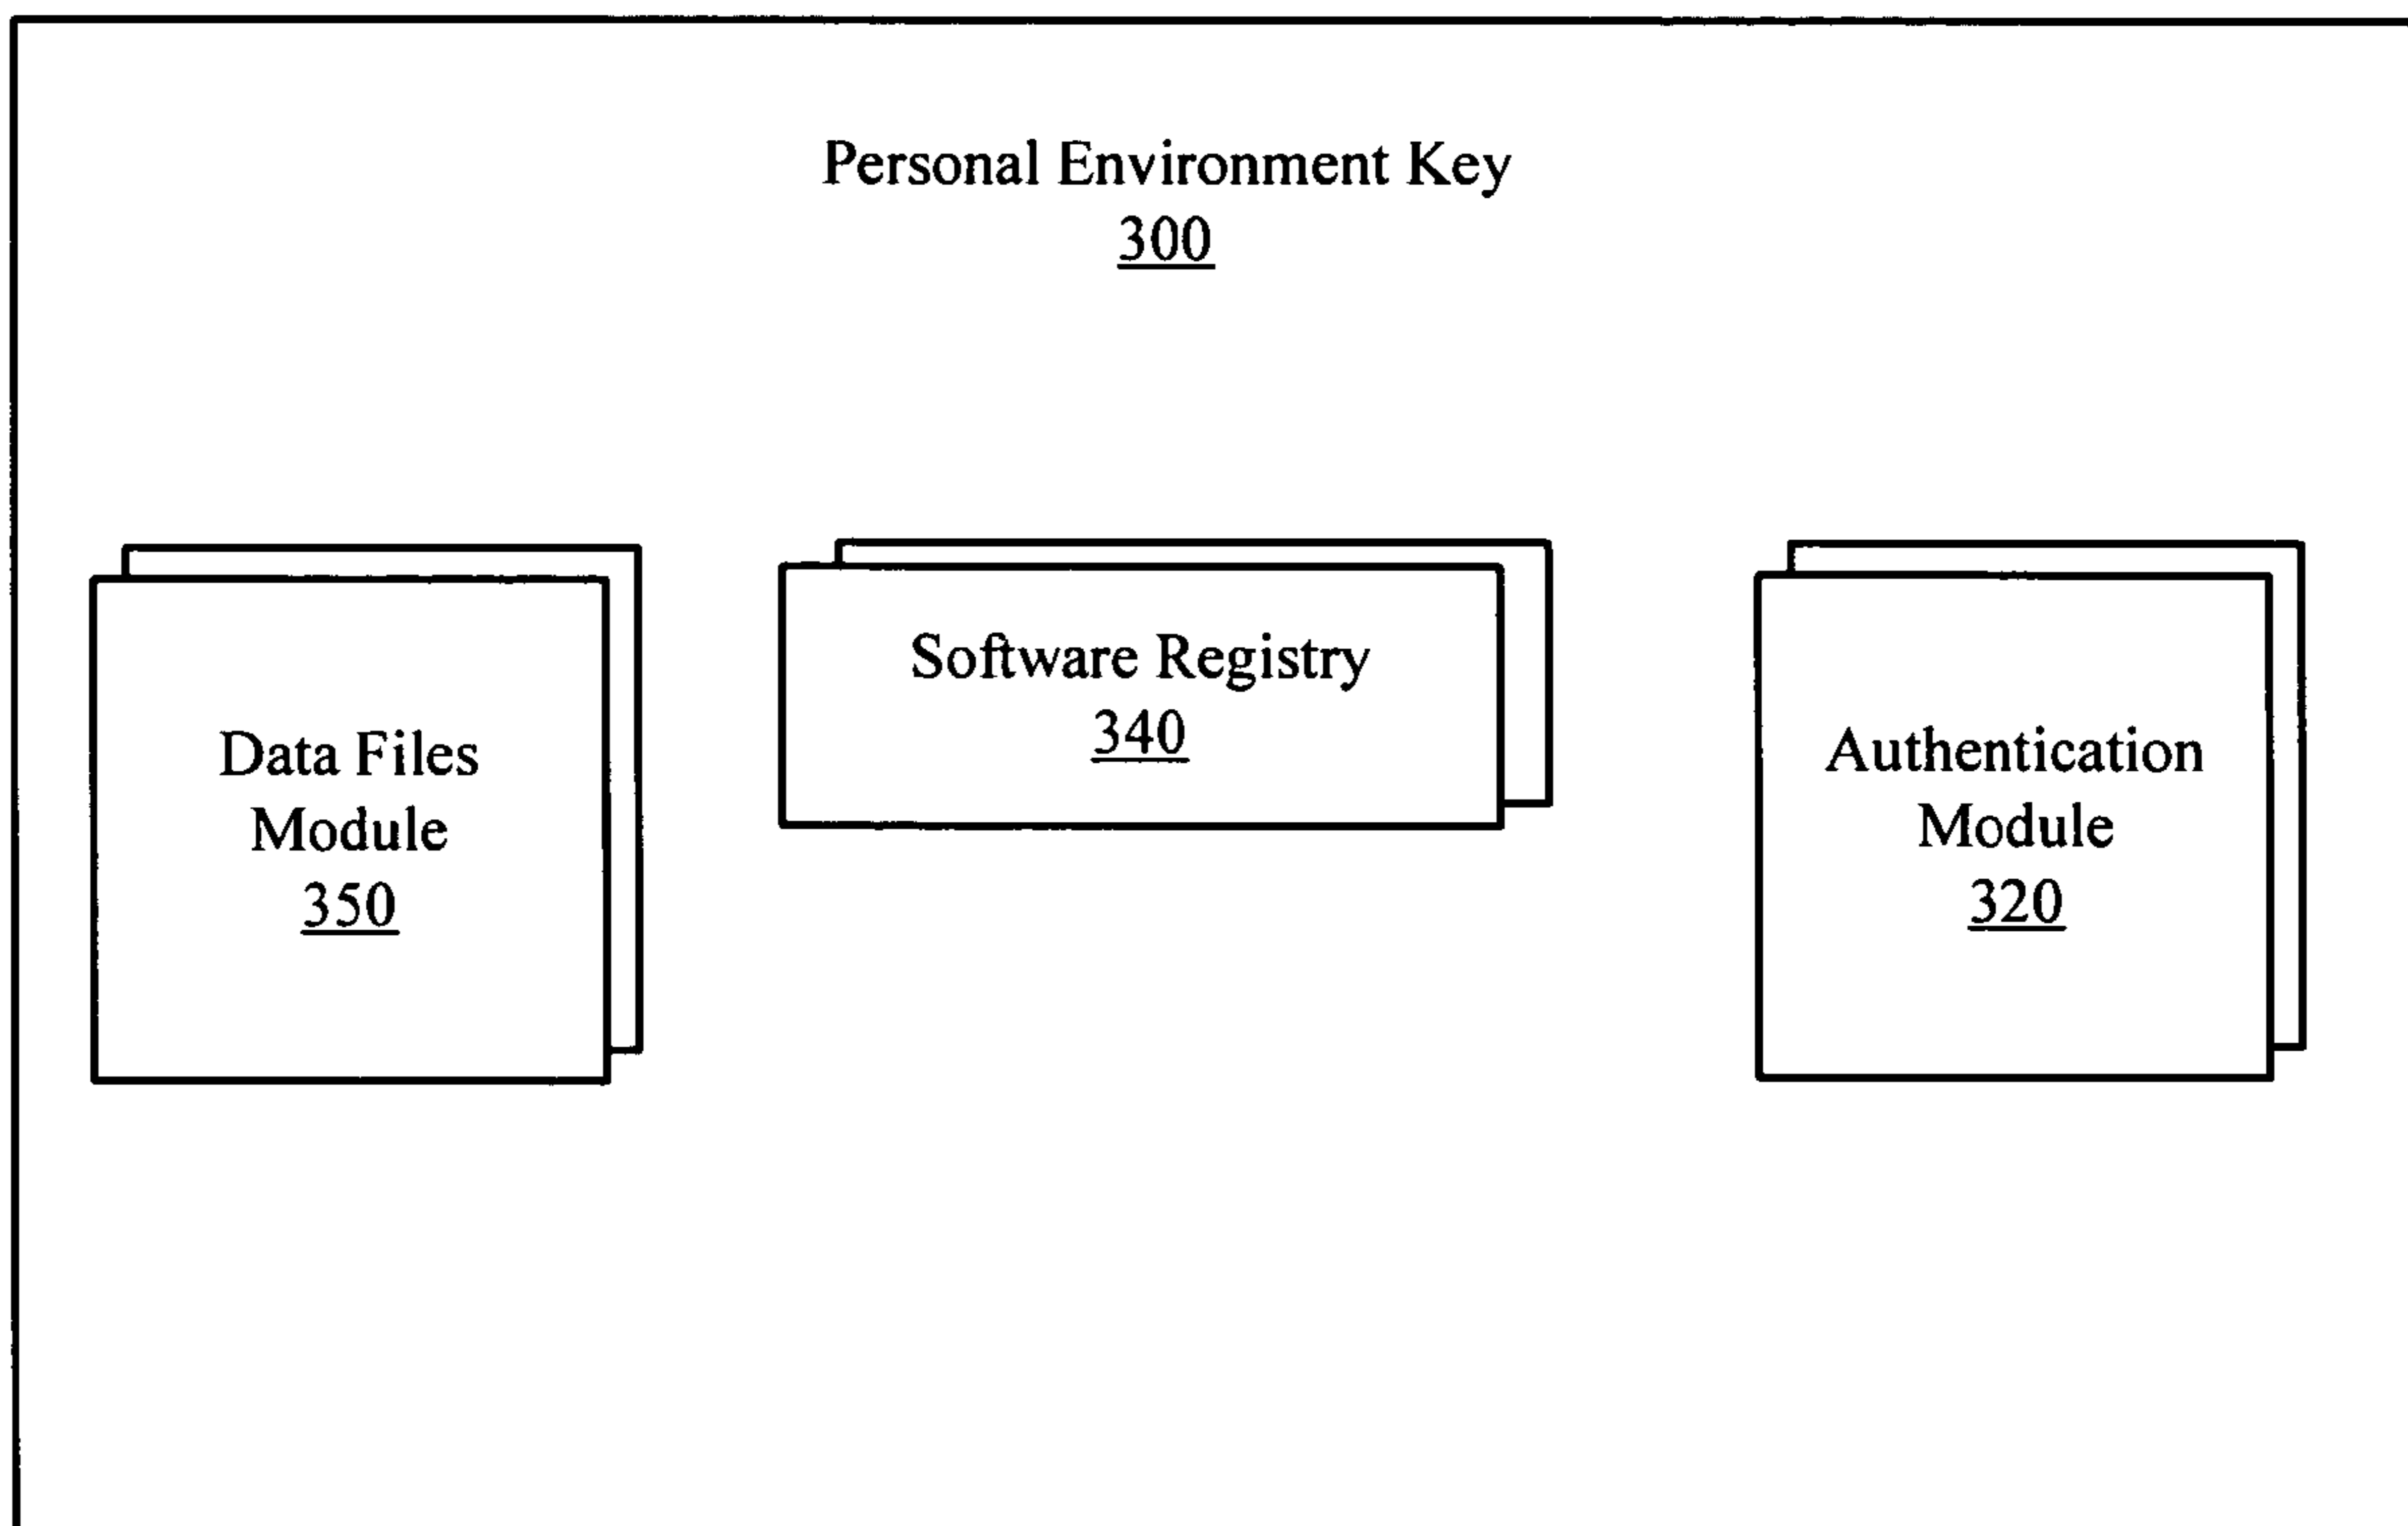 Personal Environment Key
300
Data Files
Module
350
Software Registry
340
Authentication
Module
320